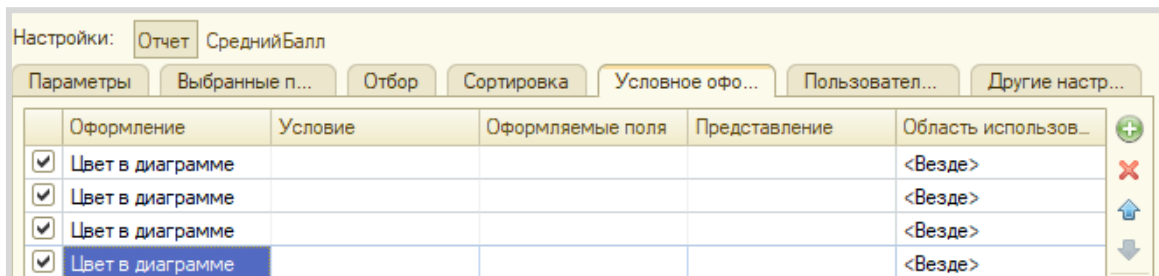 Настройки: Отчет СреднийБалл
Параметры Выбранные п... Отбор Сортировка Условное офо... Пользовател... Другие настр...
Оформление Условие Оформляемые поля Представление Область использов...
Цвет в диаграмме <Везде>
Цвет в диаграмме <Везде>
Цвет в диаграмме <Везде>
Цвет в диаграмме <Везде>